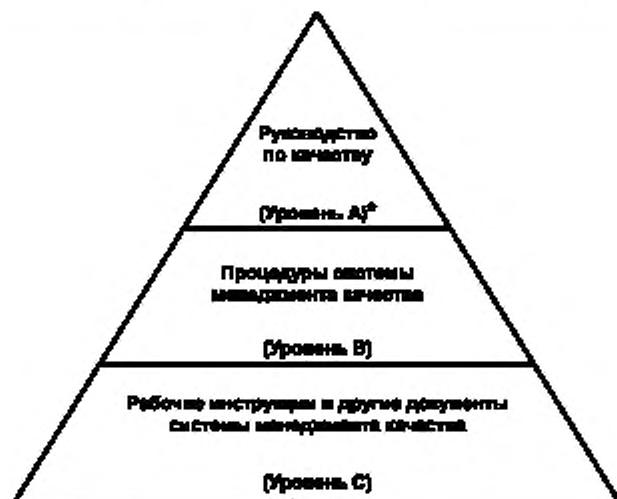 Руководство
по качеству
(Уровень А)*
Процедуры системы
менеджмента качества
(Уровень В)
Рабочие инструкции и другие документы
системы менеджмента качества
(Уровень С)